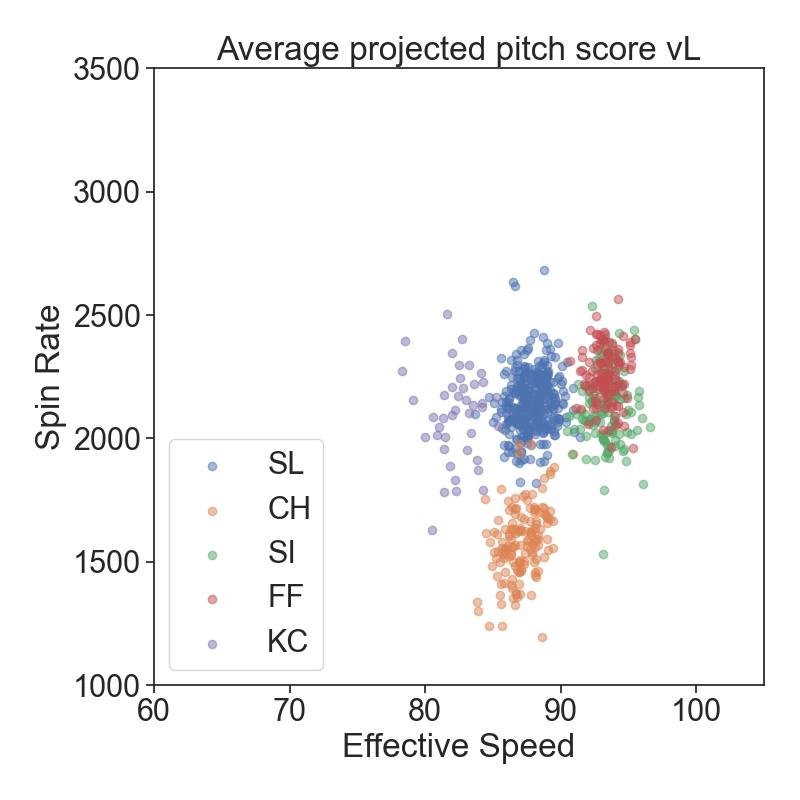 Average projected pitch score vL
3500
3000
2500
2000
1500
1000
Spin Rate
SL
CH
SI
FF
KC
60 70 80 90 100
Effective Speed